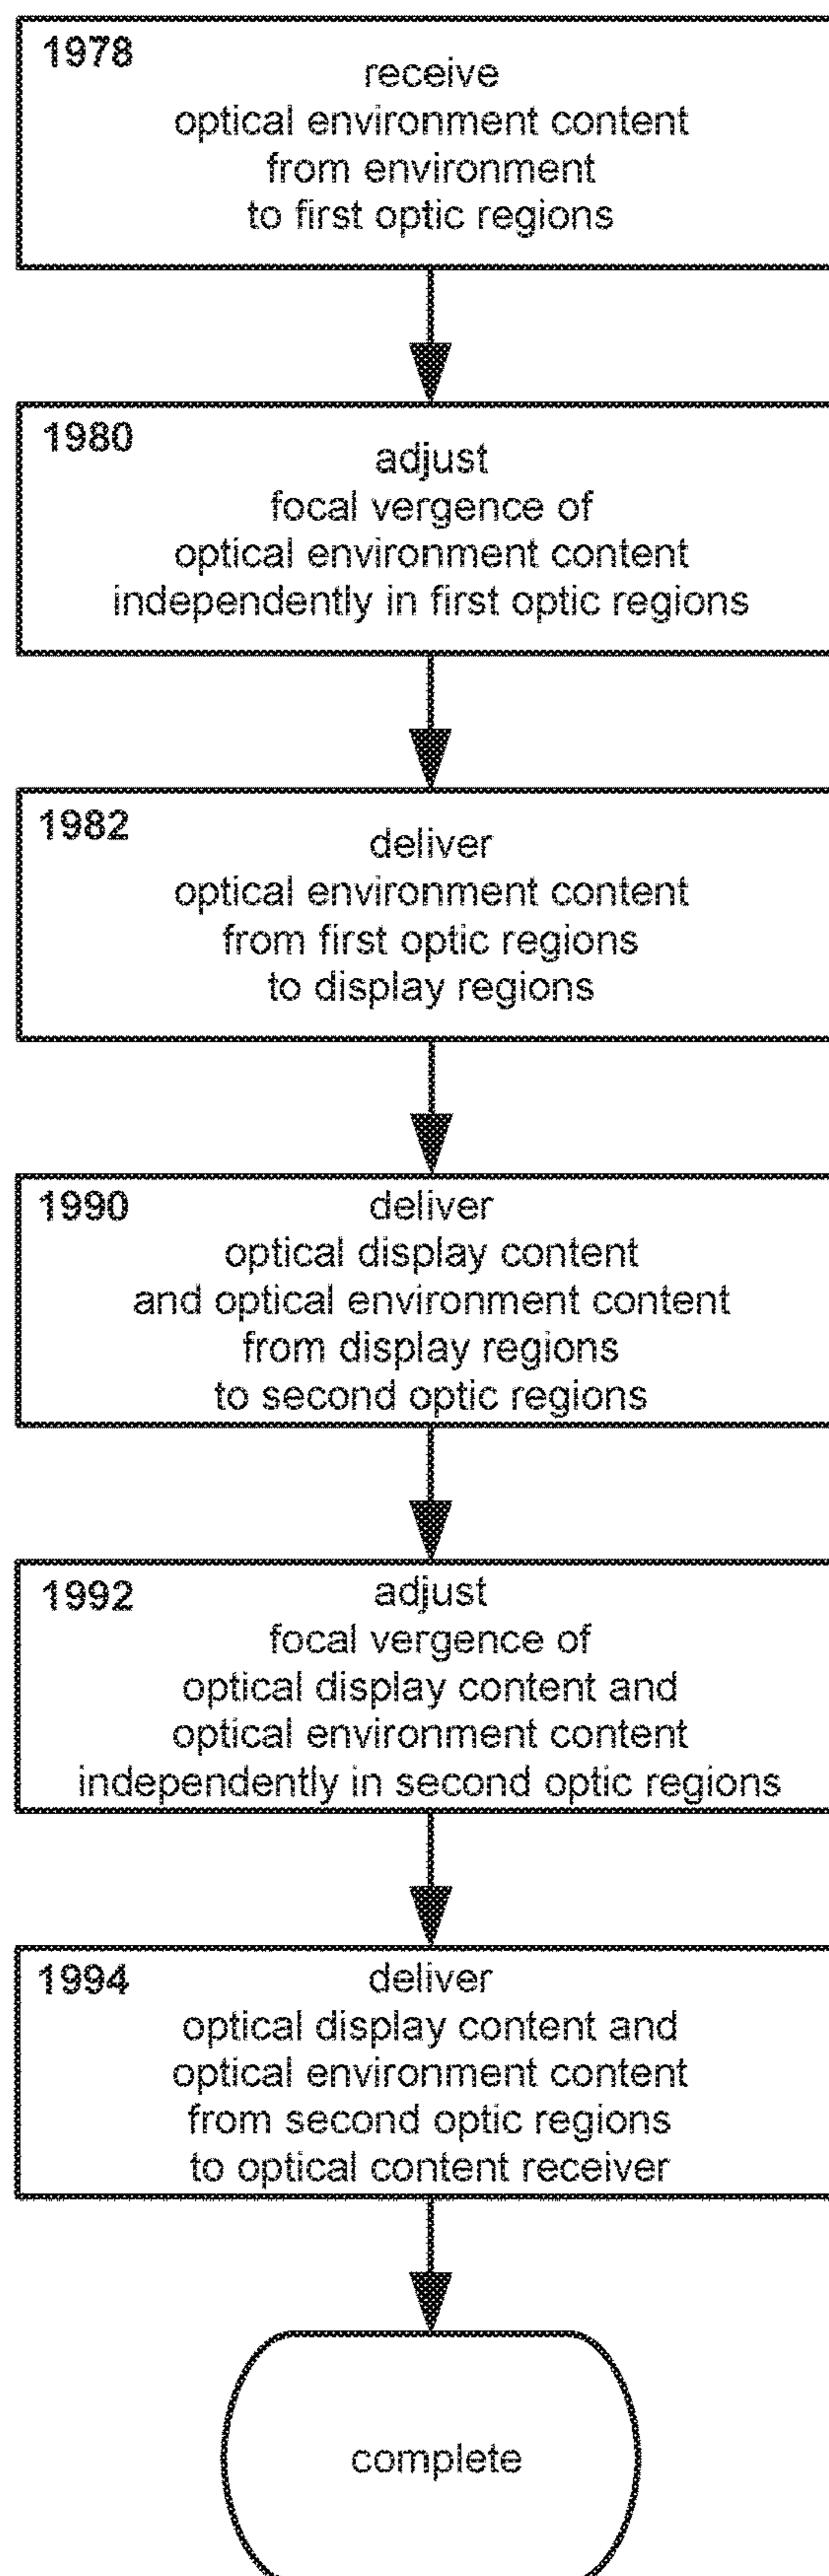 1978
receive
optical environment content
from environment
to first optic regions
1980
adjust
focal vergence of
optical environment content
independently in first optic regions
1982
deliver
optical environment content
from first optic regions
to display regions
1990
deliver
optical display content
and optical environment content
from display regions
to second optic regions
1992
adjust
focal vergence of
optical display content and
optical environment content
independently in second optic regions
1994
deliver
optical display content and
optical environment content
from second optic regions
to optical content receiver
complete